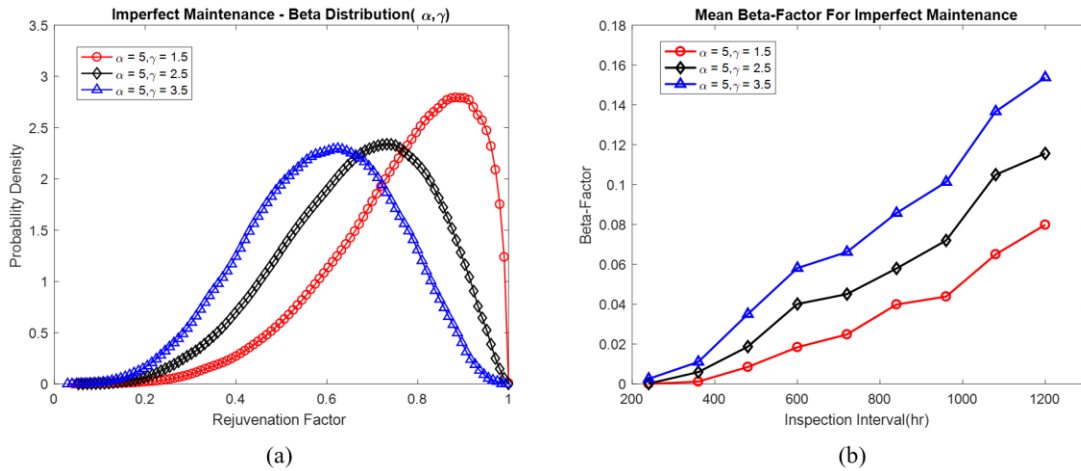 Imperfect Maintenance - Beta Distribution( α,γ)
3.5
3
2.5
2
1.5
1
0.5
0
Probability Density
α = 5,γ = 1.5
α = 5,γ = 2.5
α = 5,γ = 3.5
0 0.2 0.4 0.6 0.8 1
Rejuvenation Factor
(a)
Mean Beta-Factor For Imperfect Maintenance
0.18
0.16
0.14
0.12
0.1
0.08
0.06
0.04
0.02
0
Beta-Factor
α = 5,γ = 1.5
α = 5,γ = 2.5
α = 5,γ = 3.5
200 400 600 800 1000 1200
Inspection Interval(hr)
(b)